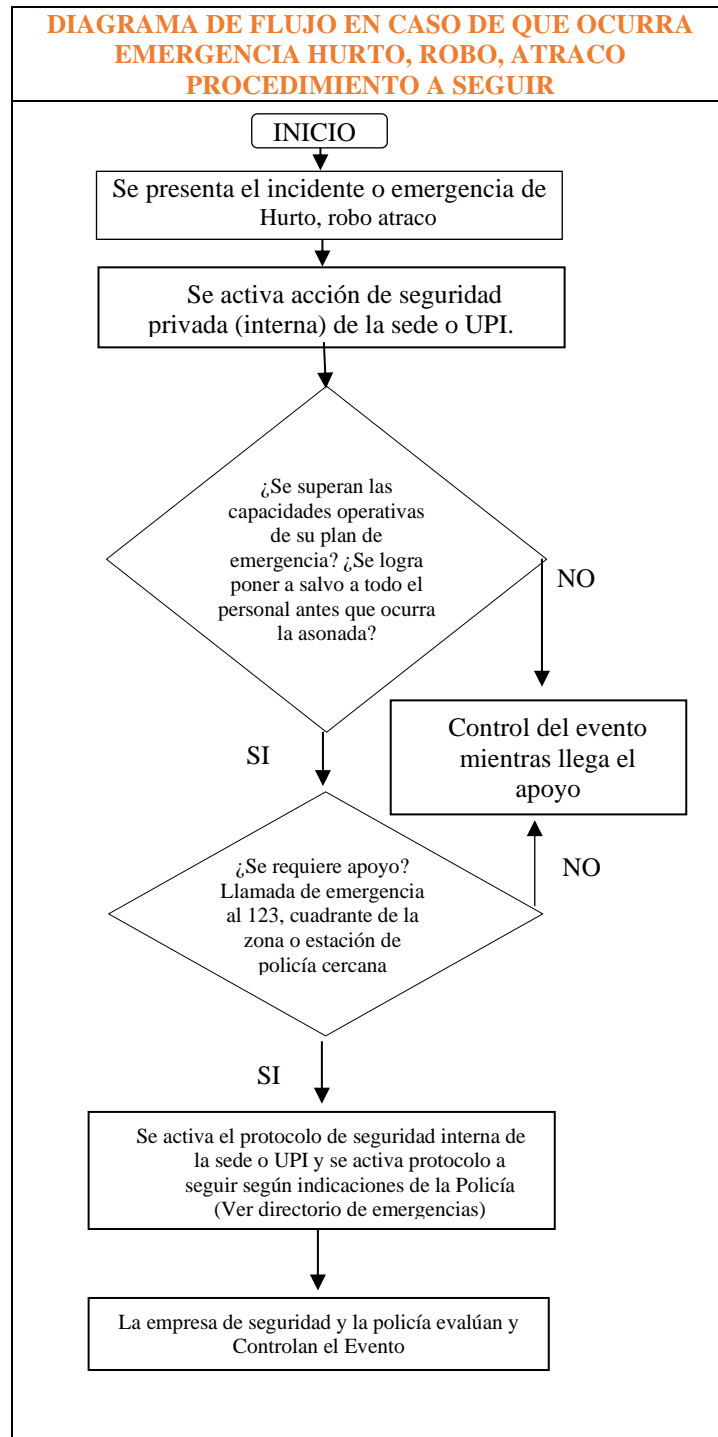 DIAGRAMA DE FLUJO EN CASO DE QUE OCURRA
EMERGENCIA HURTO, ROBO, ATRACO
PROCEDIMIENTO A SEGUIR
INICIO
Se presenta el incidente o emergencia de
Hurto, robo atraco
Se activa acción de seguridad
privada (interna) de la sede o UPI.
¿Se superan las
capacidades operativas
de su plan de
emergencia? ¿Se logra
poner a salvo a todo el
personal antes que ocurra
la asonada?
NO
Control del evento
mientras llega el
apoyo
SI
¿Se requiere apoyo?
Llamada de emergencia
al 123, cuadrante de la
zona o estación de
policía cercana
NO
SI
Se activa el protocolo de seguridad interna de
la sede o UPI y se activa protocolo a
seguir según indicaciones de la Policía
(Ver directorio de emergencias)
La empresa de seguridad y la policía evalúan y
Controlan el Evento